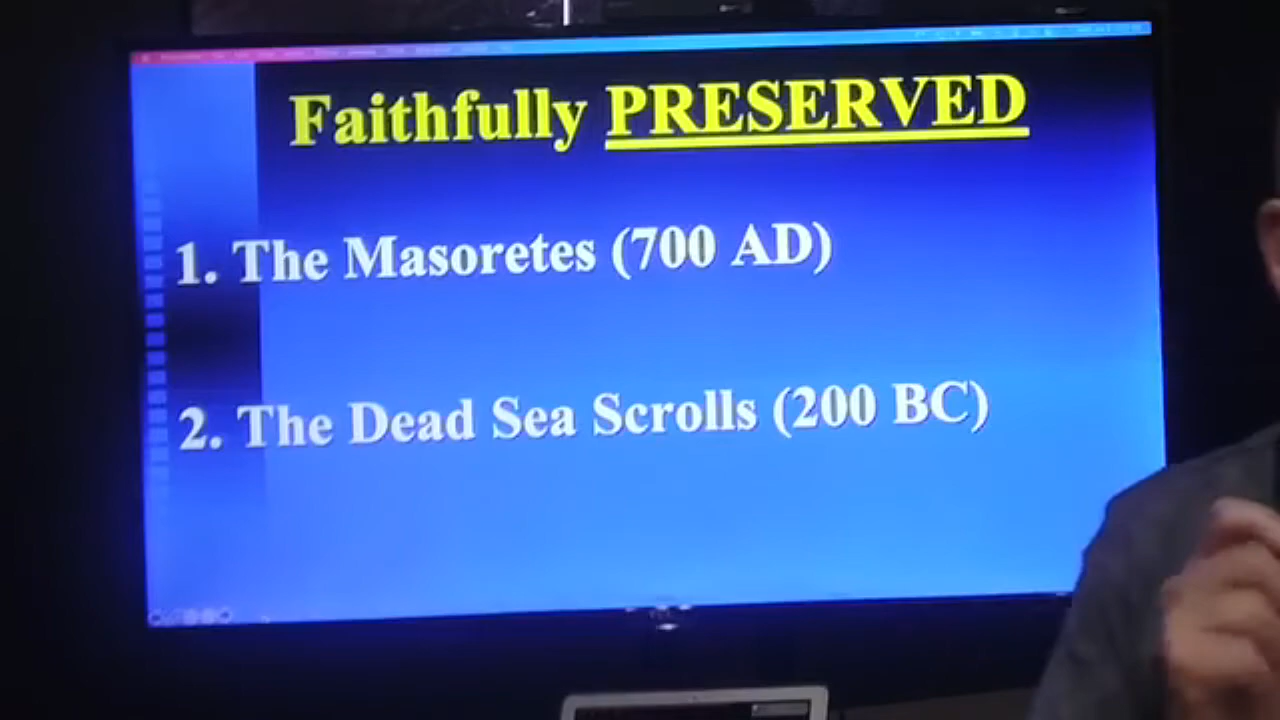 Faithfully PRESERVED
1. The Masoretes (700 AD)
2. The Dead Sea Scrolls (200 BC)